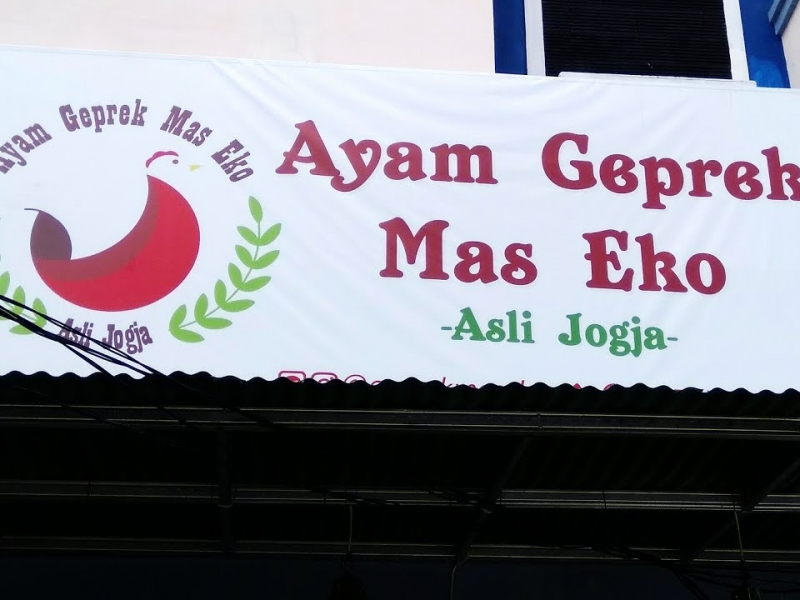 Ayam Geprek Mas Eko
Asli Jogja
Ayam Geprek
Mas Eko
-Asli Jogja-